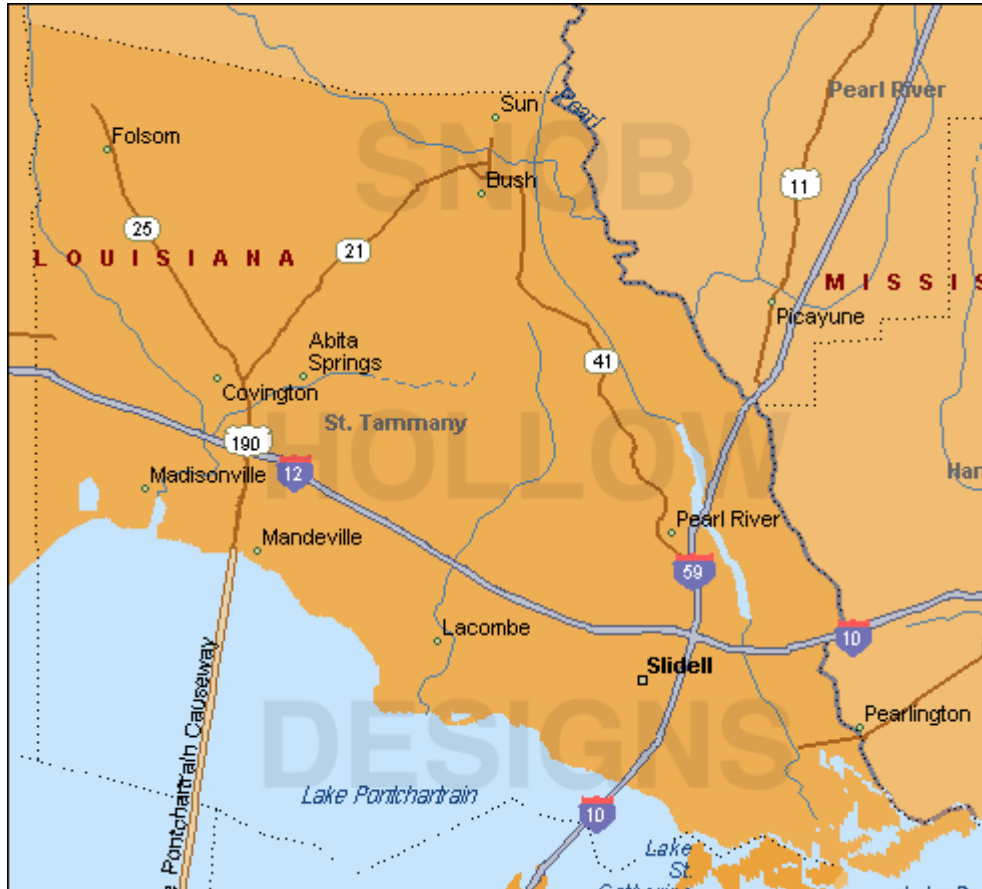 Sun
Pearl
Pearl River
Folsom
SNOB
Bush
11
25
21
LOUISIANA
MISSIS
Picayune
Abita
Springs
41
Covington
St. Tammany
HOLLOW
190
12
Madisonville
Har
Pearl River
Mandeville
59
Lacombe
10
Slidell
Pontchartrain Causeway
DESIGNS
Pearlington
Lake Pontchartrain
10
Lake
St.